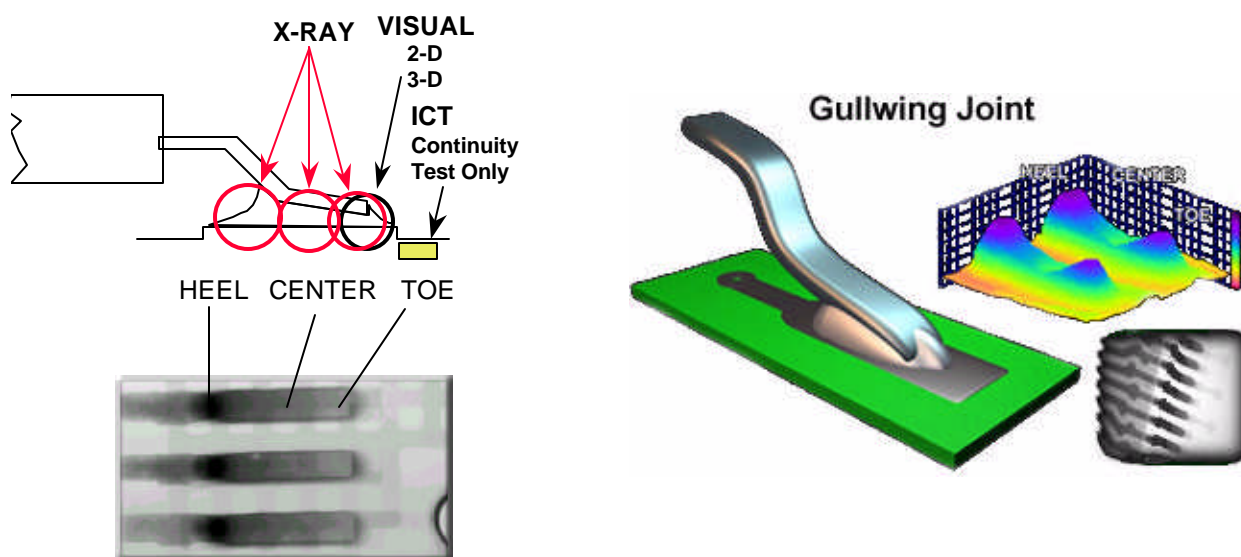 X-RAY
VISUAL
2-D
3-D
ICT
Continuity
Test Only
HEEL CENTER TOE
Gullwing Joint
HEEL
CENTER
TOE